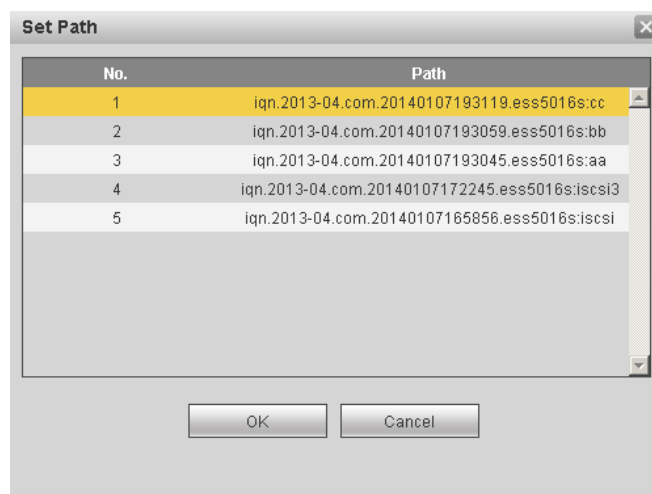 Set Path
No. Path
1 iqn.2013-04.com.20140107193119.ess5016s:cc
2 iqn.2013-04.com.20140107193059.ess5016s:bb
3 iqn.2013-04.com.20140107193045.ess5016s:aa
4 iqn.2013-04.com.20140107172245.ess5016s:iscsi3
5 iqn.2013-04.com.20140107165856.ess5016s:iscsi
OK Cancel